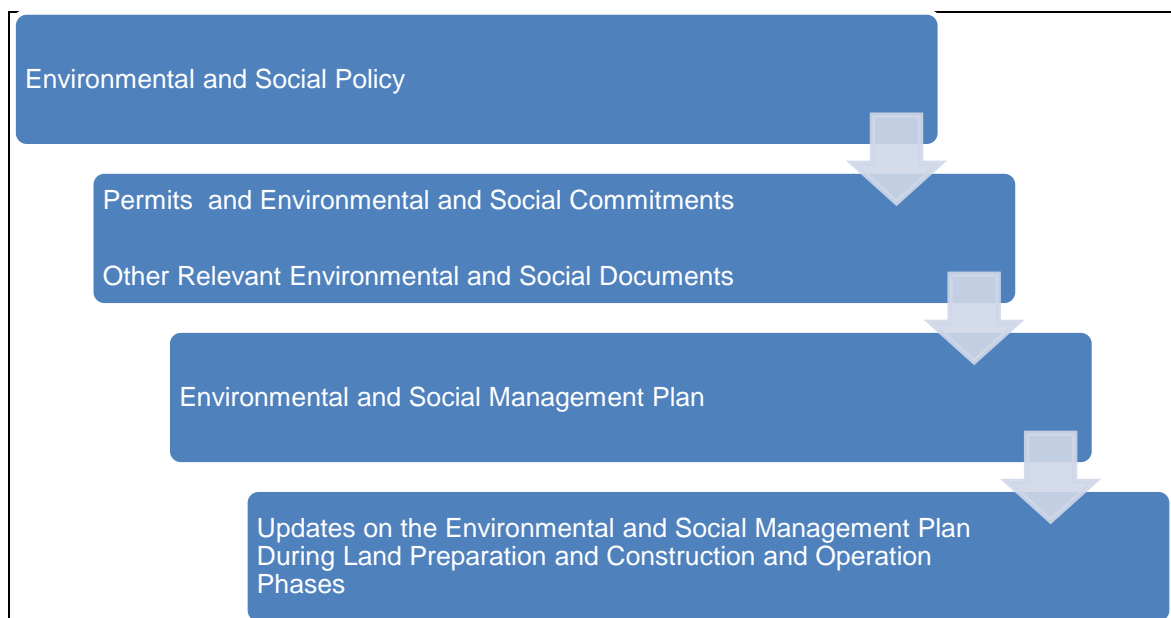 Environmental and Social Policy
Permits  and Environmental and Social Commitments
Other Relevant Environmental and Social Documents
Environmental and Social Management Plan
Updates on the Environmental and Social Management Plan
During Land Preparation and Construction and Operation
Phases